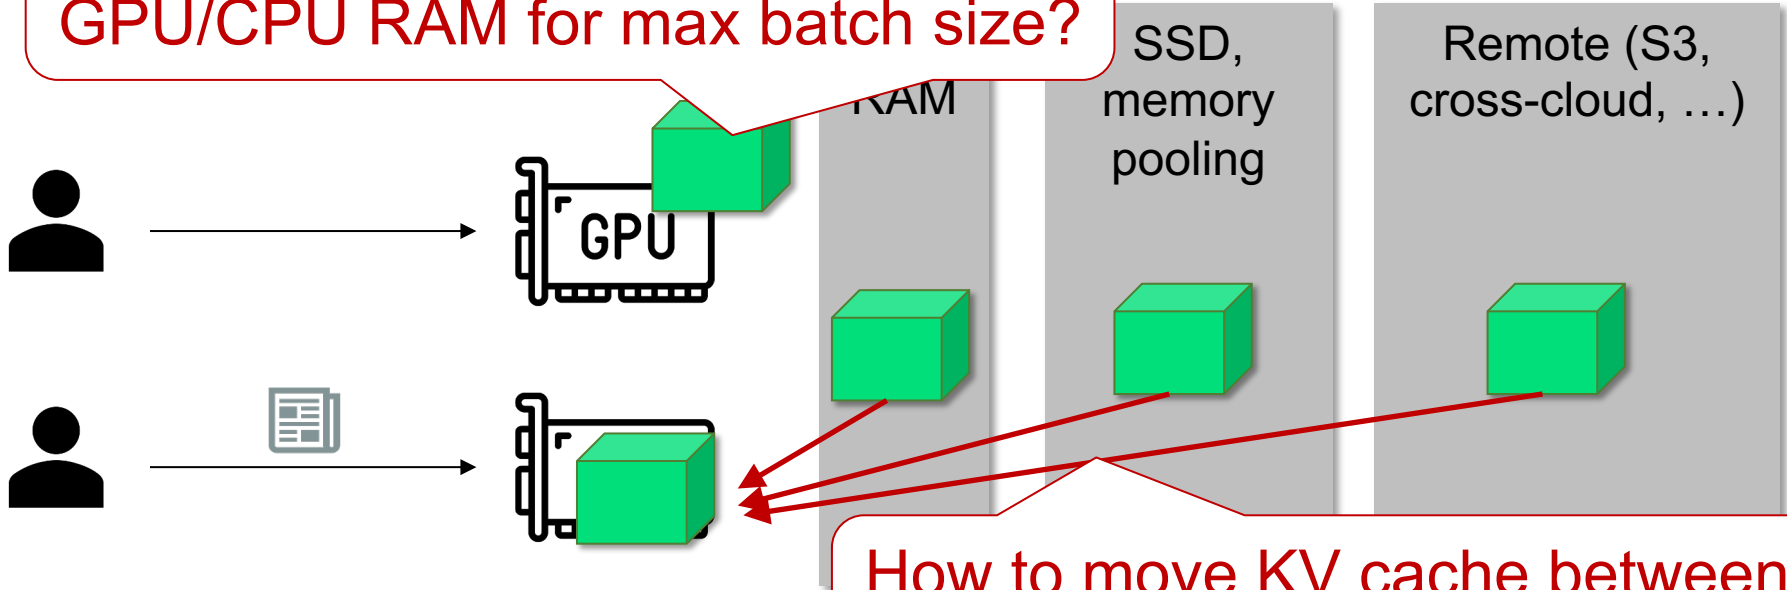 GPU/CPU RAM for max batch size?
RAM
SSD,
memory
pooling
Remote (S3,
cross-cloud, …)
GPU
How to move KV cache between